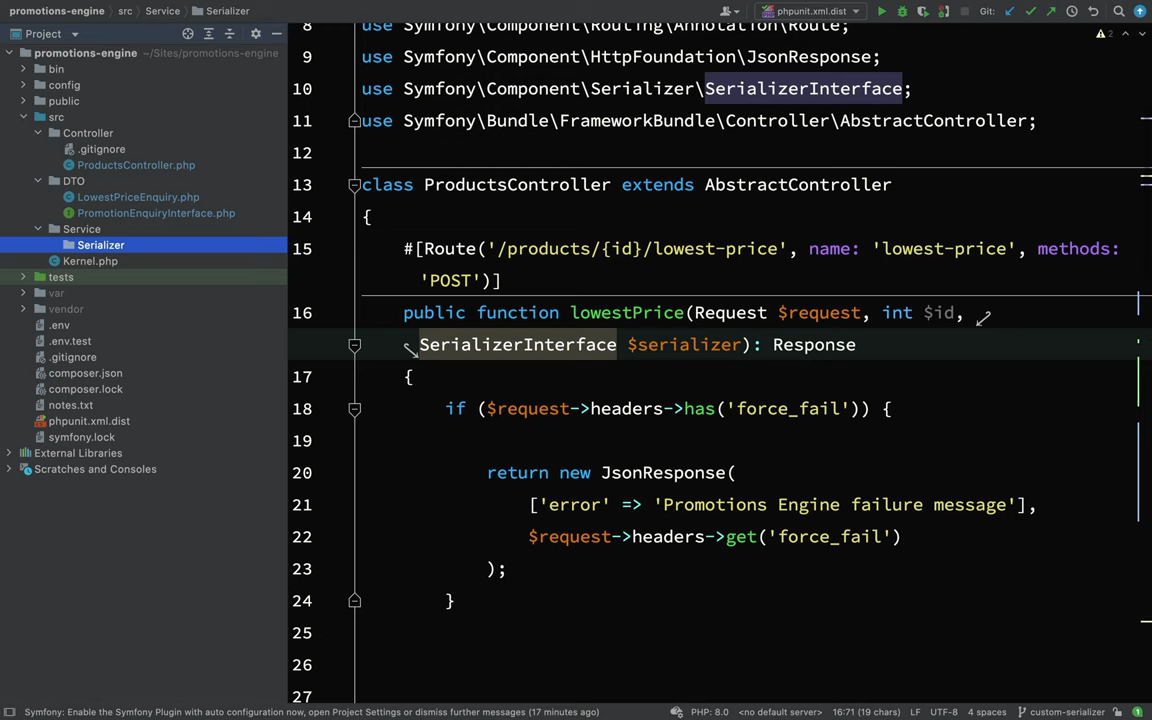 promotions-engine src Service Serializer
phpunit.xml.dist
Git:
Project
promotions-engine ~/Sites/promotions-engine
bin
config
public
src
Controller
.gitignore
ProductsController.php
DTO
LowestPriceEnquiry.php
PromotionEnquiryInterface.php
Service
Serializer
Kernel.php
tests
var
vendor
.env
.env.test
.gitignore
composer.json
composer.lock
notes.txt
phpunit.xml.dist
symfony.lock
External Libraries
Scratches and Consoles
8 use Symfony\Component\Routing\Annotation\Route;
2
9 use Symfony\Component\HttpFoundation\JsonResponse;
10 use Symfony\Component\Serializer\SerializerInterface;
11 use Symfony\Bundle\FrameworkBundle\Controller\AbstractController;
12
13 class ProductsController extends AbstractController
14 {
15 #[Route('/products/{id}/lowest-price', name: 'lowest-price', methods:
'POST')]
16 public function lowestPrice(Request $request, int $id,
SerializerInterface $serializer): Response
17 {
18 if ($request->headers->has('force_fail')) {
19
20 return new JsonResponse(
21 ['error' => 'Promotions Engine failure message'],
22 $request->headers->get('force_fail')
23 );
24 }
25
26
27
Symfony: Enable the Symfony Plugin with auto configuration now, open Project Settings or dismiss further messages (17 minutes ago)
PHP: 8.0 <no default server> 16:71 (19 chars) LF UTF-8 4 spaces custom-serializer 1